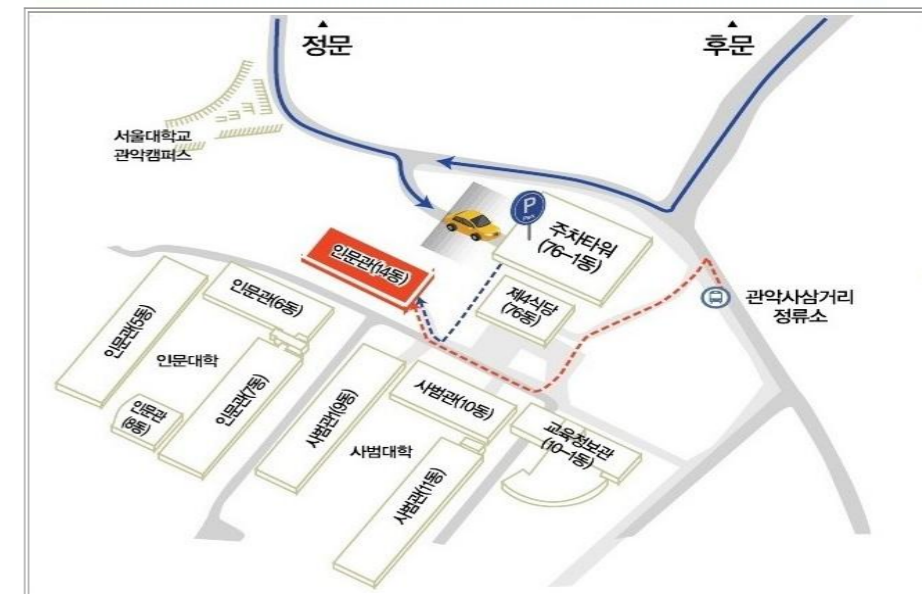 정문
후문
서울대학교
관악캠퍼스
P
Park
주차타워
(76-1동)
인문관(14동)
제4식당
(76동)
관악사삼거리
정류소
인문관(5동)
인문관(6동)
인문대학
인문관(7동)
인문관
(8동)
사범관(9동)
사범관(10동)
사범대학
사범관(11동)
교육정보관
(10-1동)